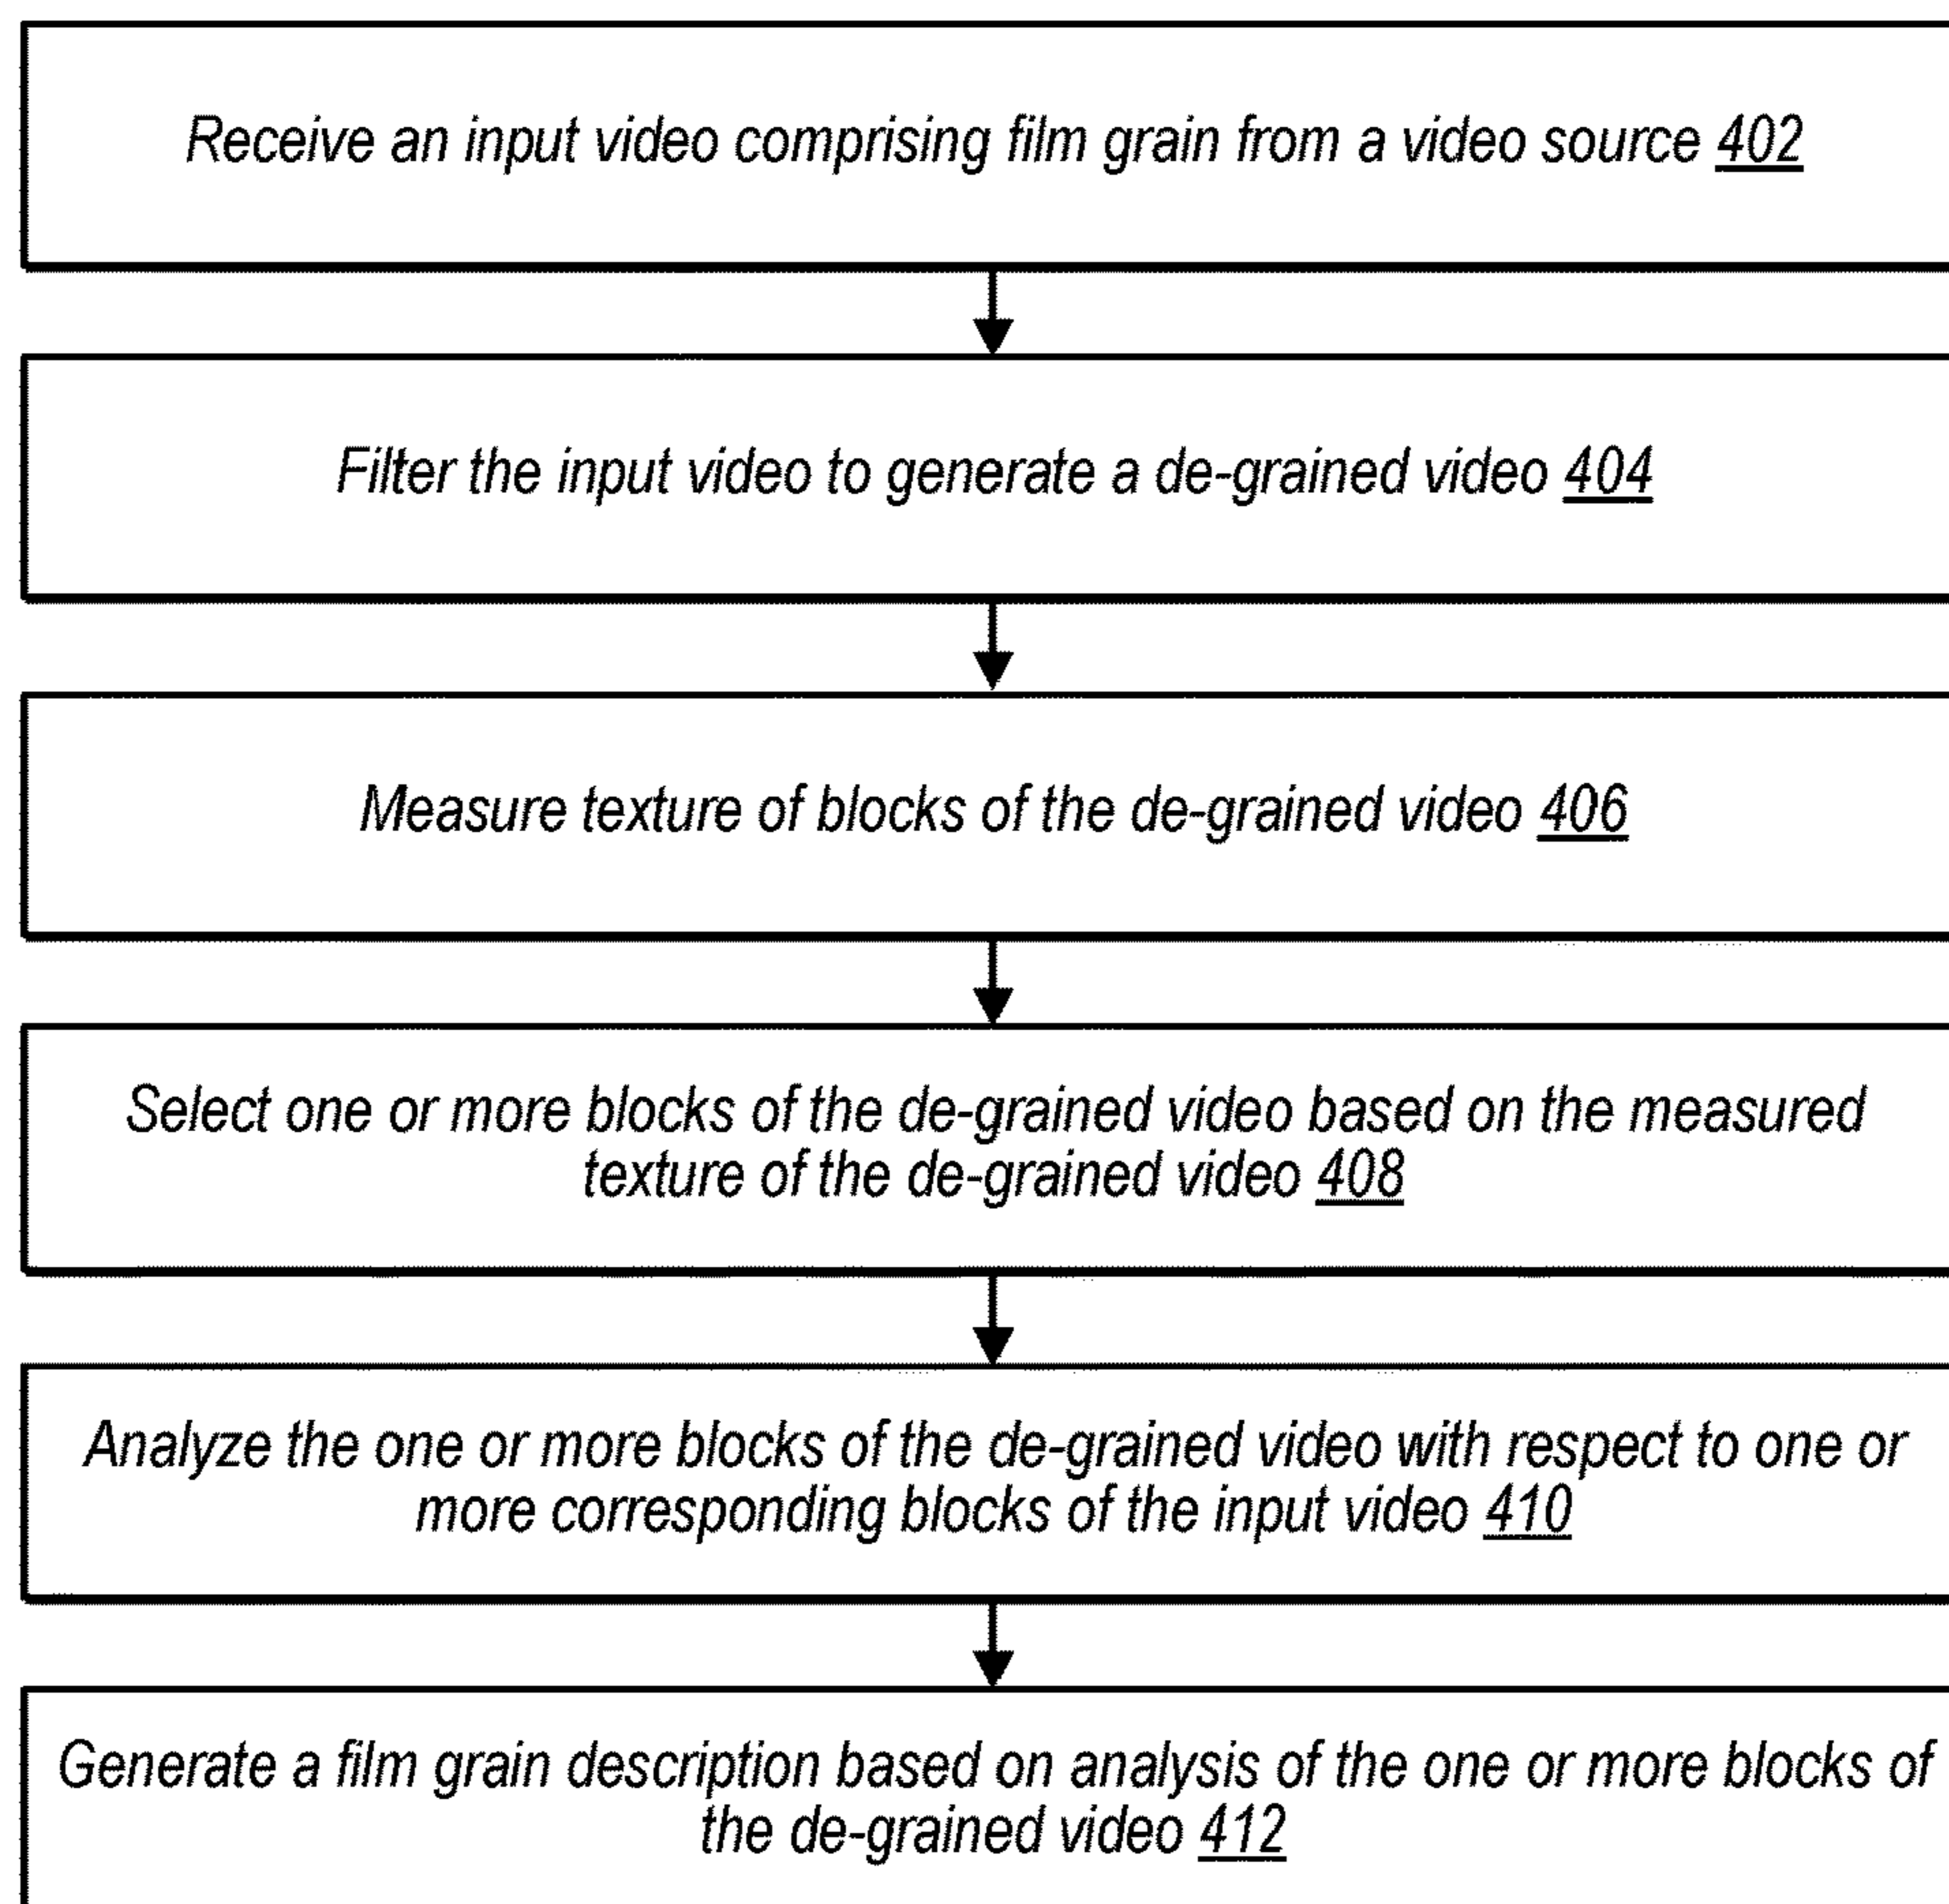 Receive an input video comprising film grain from a video source 402
Filter the input video to generate a de-grained video 404
Measure texture of blocks of the de-grained video 406
Select one or more blocks of the de-grained video based on the measured
texture of the de-grained video 408
Analyze the one or more blocks of the de-grained video with respect to one or
more corresponding blocks of the input video 410
Generate a film grain description based on analysis of the one or more blocks of
the de-grained video 412